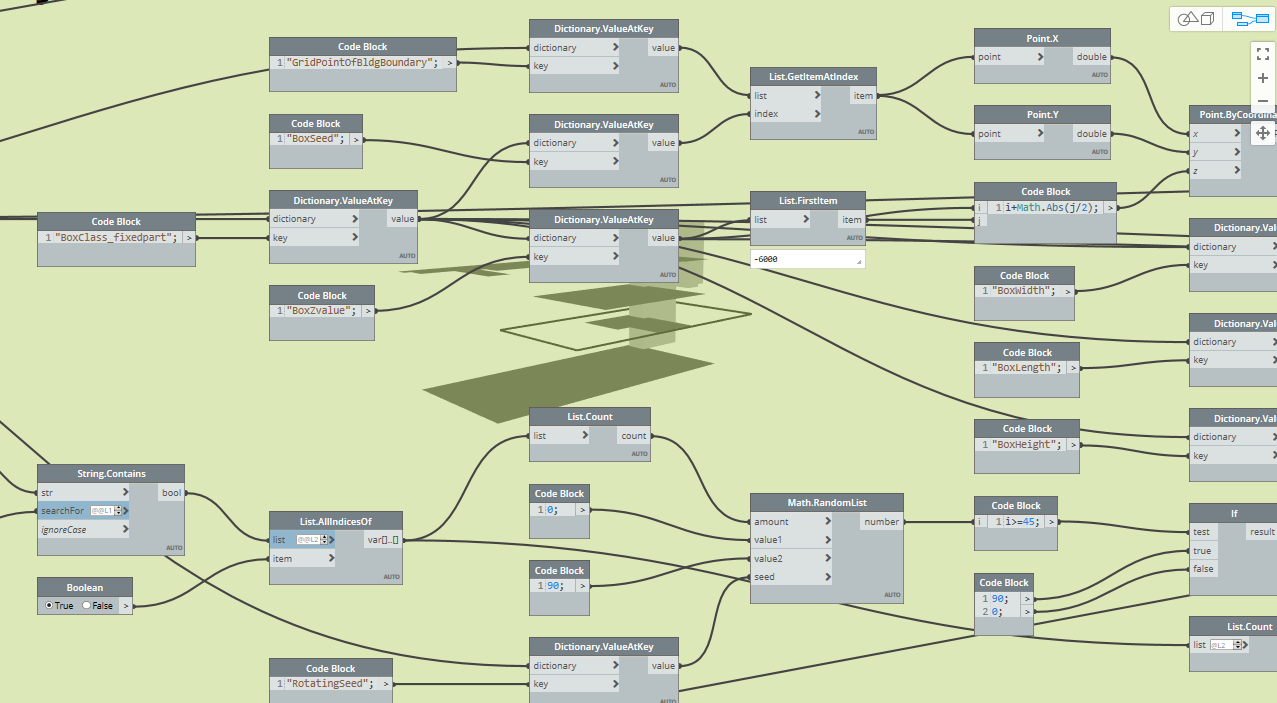 Code Block
1 "GridPointOfBldgBoundary"; >
Dictionary.ValueAtKey
dictionary > value
key >
AUTO
List.GetItemAtIndex
list > item
index >
AUTO
Point.X
point > double
AUTO
Point.Y
point > double
AUTO
Point.ByCoordina
x >
y >
z >
Code Block
1 "BoxSeed"; >
Dictionary.ValueAtKey
dictionary > value
key >
AUTO
Code Block
1 "BoxClass_fixedpart"; >
Dictionary.ValueAtKey
dictionary > value
key >
AUTO
Dictionary.ValueAtKey
dictionary > value
key >
AUTO
List.FirstItem
list > item
AUTO
-6000
Code Block
i 1 i+Math.Abs(j/2); >
j
Code Block
1 "BoxZvalue"; >
Code Block
1 "BoxWidth"; >
Dictionary.Val
dictionary >
key >
Code Block
1 "BoxLength"; >
Dictionary.Val
dictionary >
key >
Code Block
1 "BoxHeight"; >
Dictionary.Val
dictionary >
key >
String.Contains
str > bool
searchFor @@L1 >
ignoreCase >
AUTO
Boolean
True False >
List.AllIndicesOf
list @@L2 > var[]..[]
item >
AUTO
List.Count
list > count
AUTO
Code Block
1 0; >
Code Block
1 90; >
Math.RandomList
amount > number
value1 >
value2 >
seed >
AUTO
Code Block
i 1 i>=45; >
Code Block
1 90; >
2 0; >
If
test result
true
false
List.Count
list @L2 >
Code Block
1 "RotatingSeed"; >
Dictionary.ValueAtKey
dictionary > value
key >
AUTO